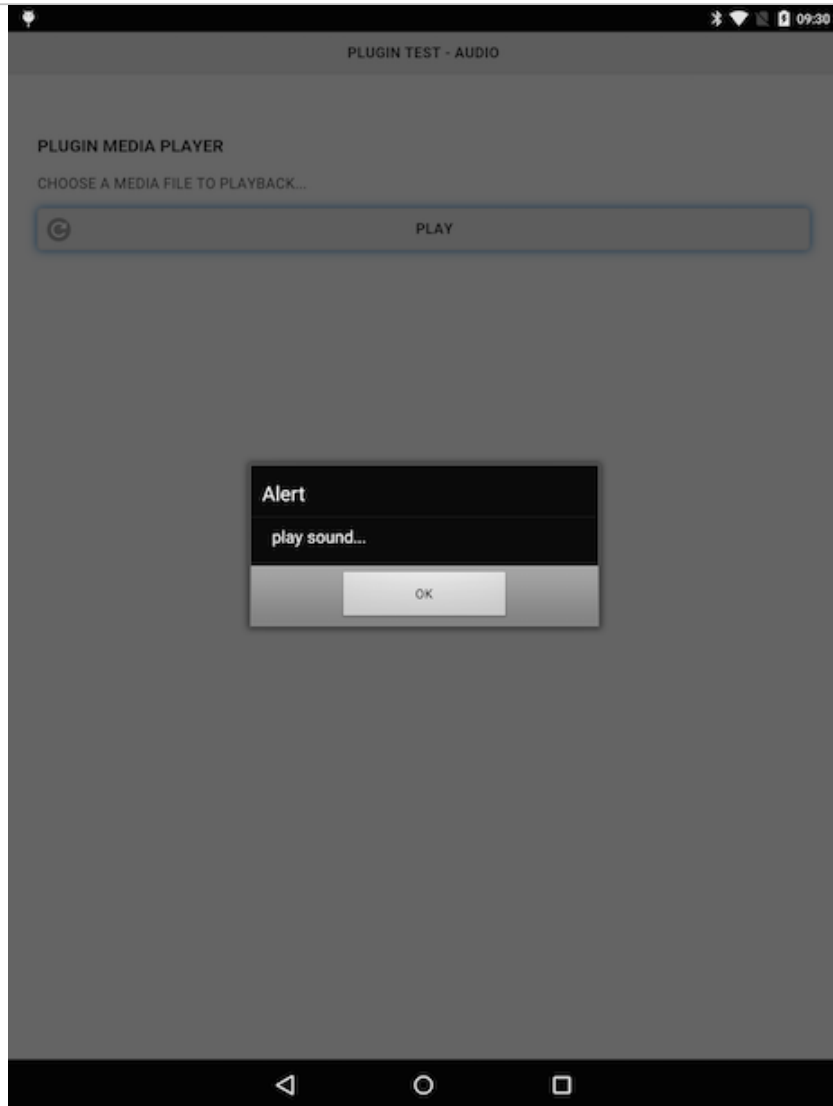 09:30
PLUGIN TEST - AUDIO
PLUGIN MEDIA PLAYER
CHOOSE A MEDIA FILE TO PLAYBACK...
PLAY
Alert
play sound...
OK